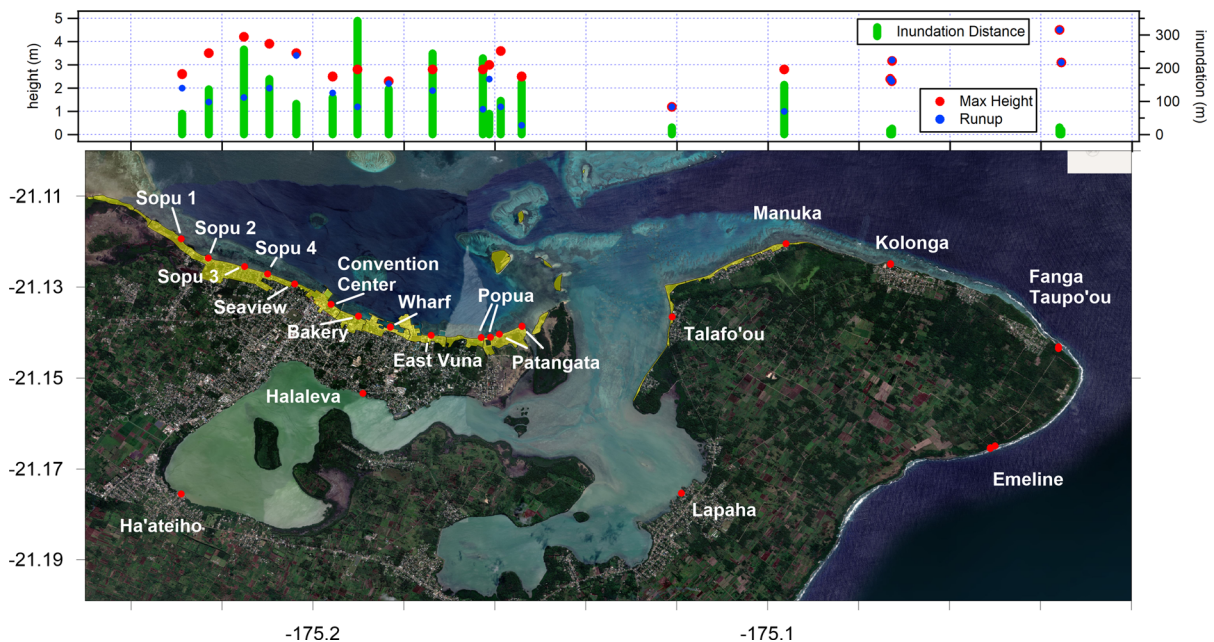 5
4
3
2
1
0
height (m)
Inundation Distance
Max Height
Runup
300
200
100
0
inundation (m)
-21.11
-21.13
-21.15
-21.17
-21.19
Sopu 1
Sopu 2
Sopu 4
Sopu 3
Seaview
Convention
Center
Bakery
Wharf
Popua
East Vuna
Patangata
Halaleva
Ha'ateiho
Manuka
Kolonga
Fanga
Taupo'ou
Talafo'ou
Emeline
Lapaha
-175.2
-175.1